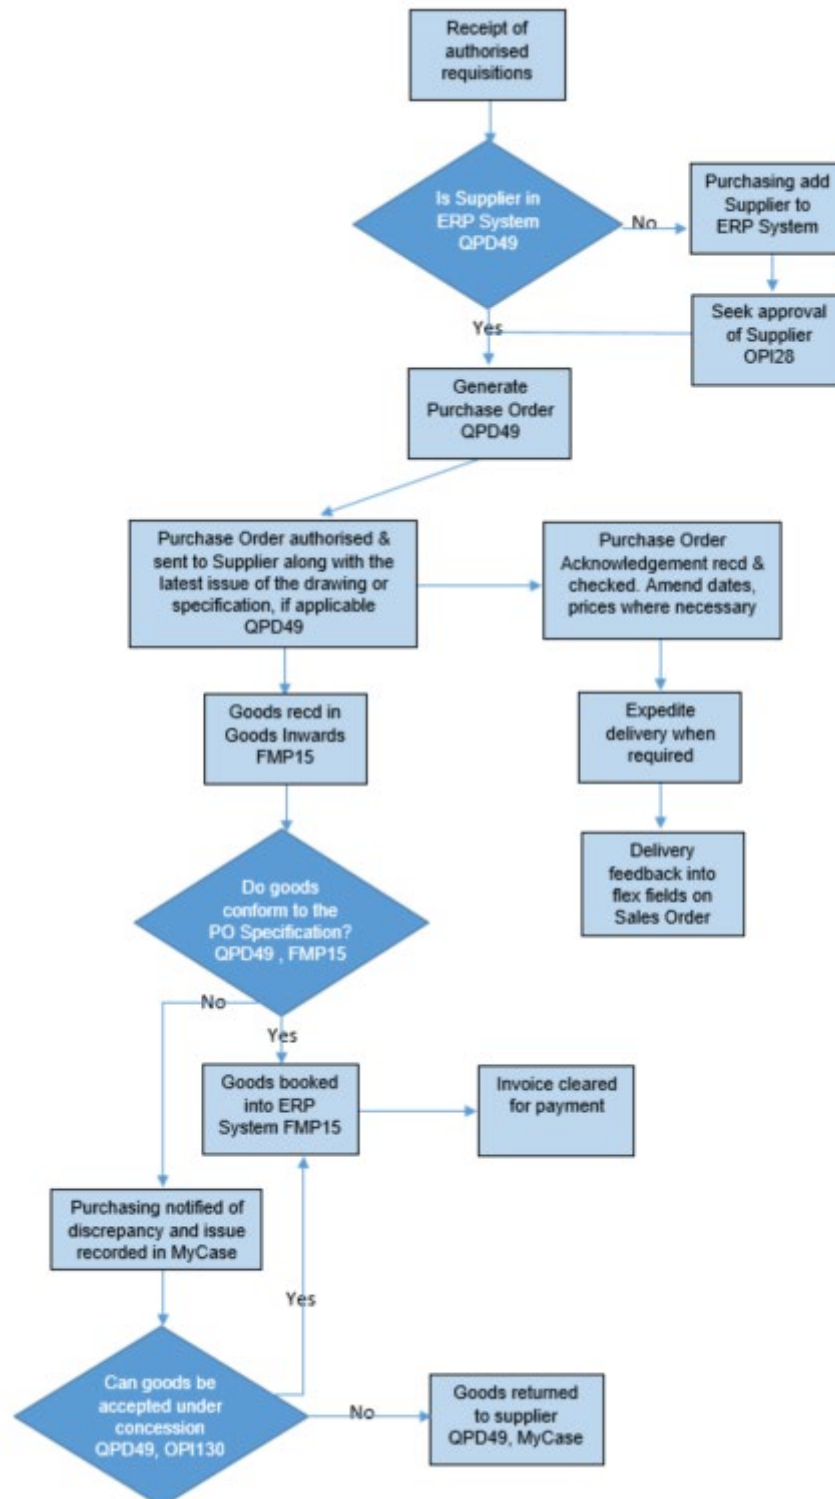 Receipt of
authorised
requisitions
Is Supplier in
ERP System
QPD49
No
Purchasing add
Supplier to
ERP System
Seek approval
of Supplier
OPI28
Yes
Generate
Purchase Order
QPD49
Purchase Order authorised &
sent to Supplier along with the
latest issue of the drawing or
specification, if applicable
QPD49
Purchase Order
Acknowledgement recd &
checked. Amend dates,
prices where necessary
Goods recd in
Goods Inwards
FMP15
Expedite
delivery when
required
Delivery
feedback into
flex fields on
Sales Order
Do goods
conform to the
PO Specification?
QPD49 , FMP15
No
Yes
Goods booked
into ERP
System FMP15
Invoice cleared
for payment
Purchasing notified of
discrepancy and issue
recorded in MyCase
Yes
Can goods be
accepted under
concession
QPD49, OPI130
No
Goods returned
to supplier
QPD49, MyCase